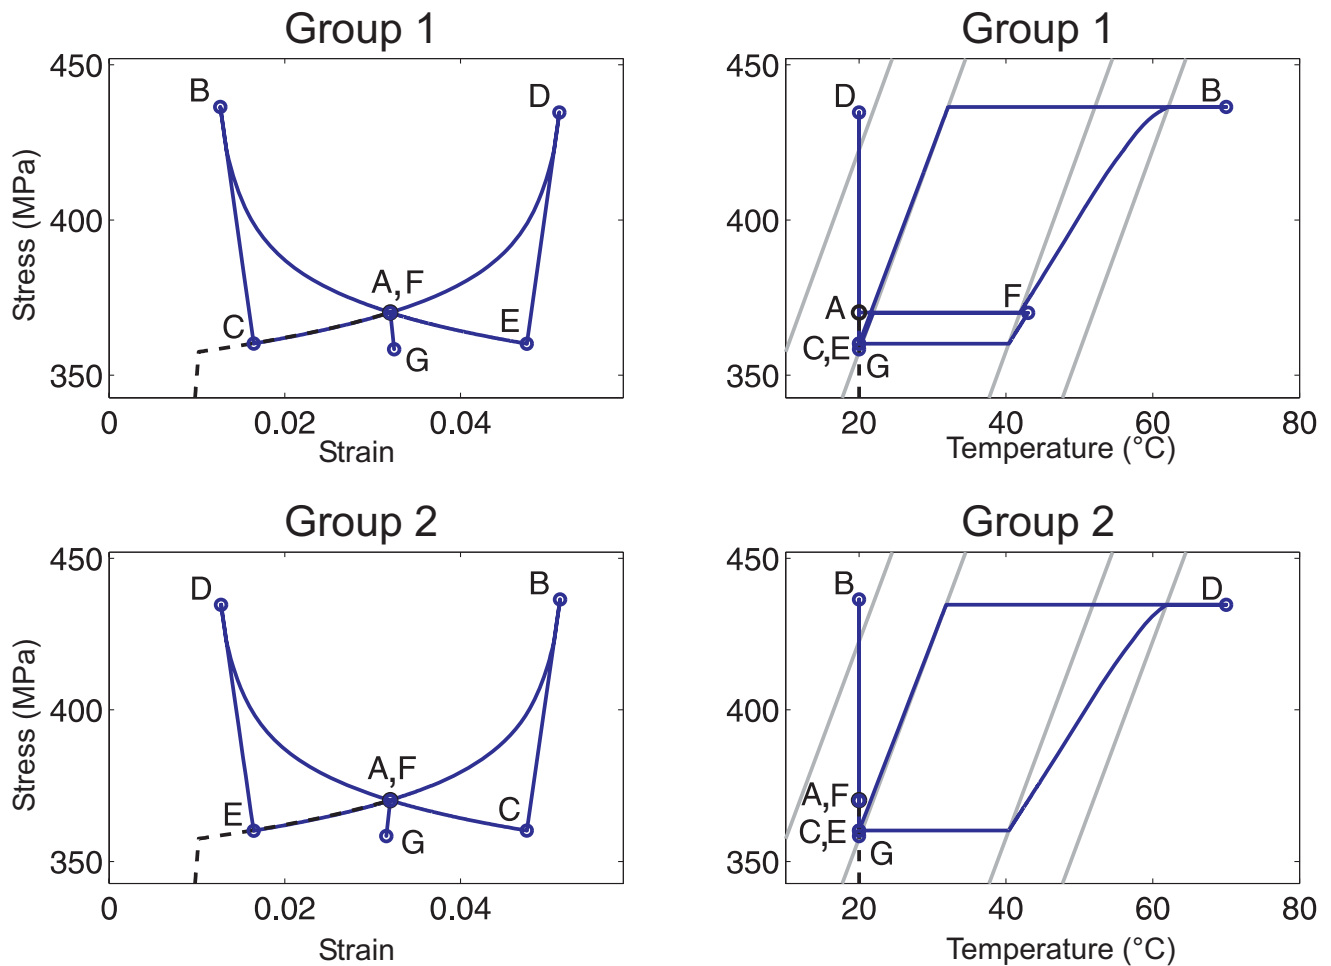 Group 1
Group 1
450
B
D
400
A,F
C
E
350
G
0
0.02
0.04
Strain
Stress (MPa)
450
D
B
400
A
F
C,E
350
G
20
40
60
80
Temperature (°C)
Group 2
Group 2
450
D
B
400
A,F
E
C
350
G
0
0.02
0.04
Strain
Stress (MPa)
450
B
D
400
A,F
C,E
350
G
20
40
60
80
Temperature (°C)